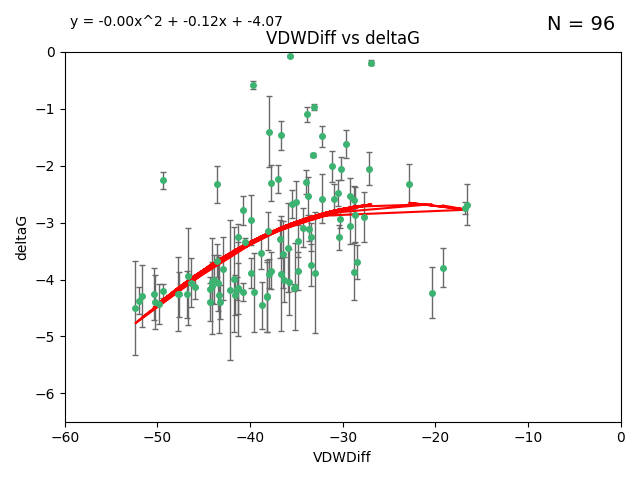 y = -0.00x^2 + -0.12x + -4.07
N = 96
VDWDiff vs deltaG
deltaG
0
−1
−2
−3
−4
−5
−6
−60
−50
−40
−30
−20
−10
0
VDWDiff